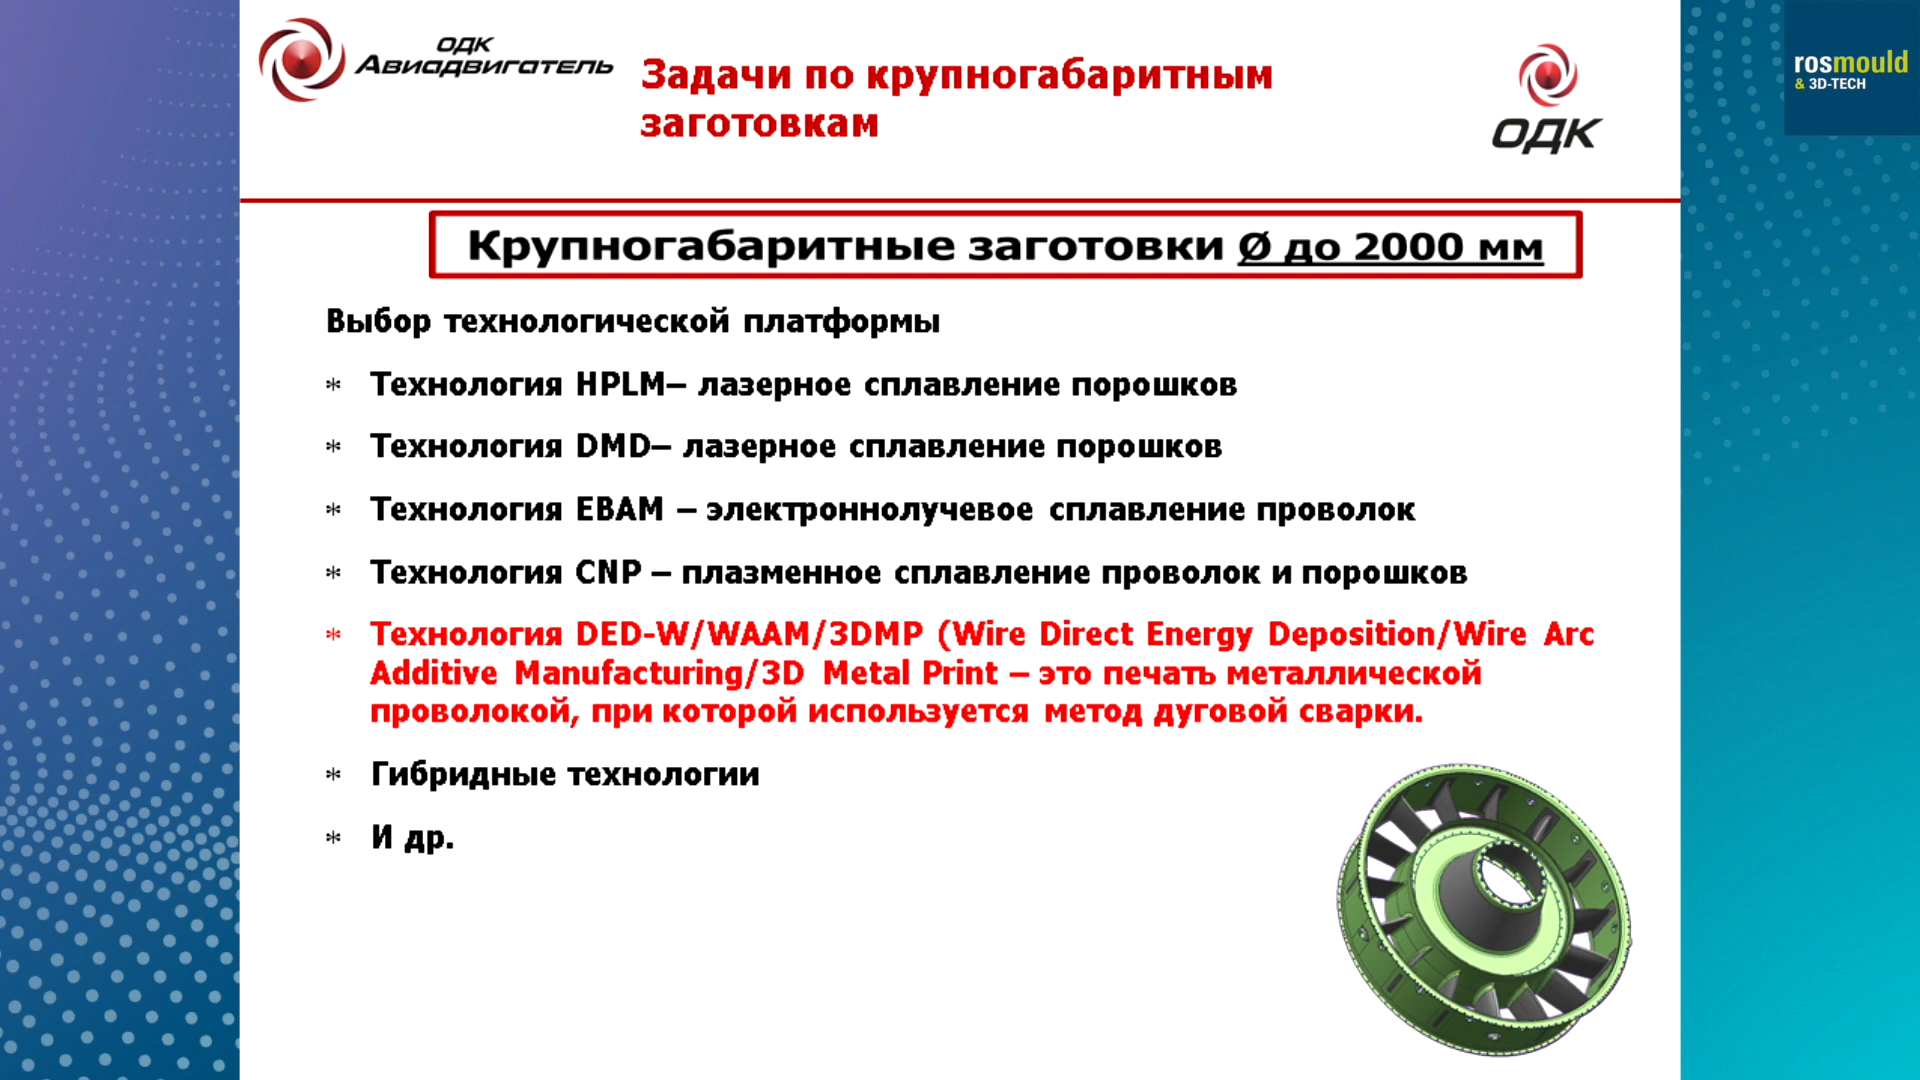 ОДК
Авиадвигатель
Задачи по крупногабаритным
заготовкам
ОДК
rosmould
& 3D-TECH
Крупногабаритные заготовки Ø до 2000 мм
Выбор технологической платформы
* Технология HPLM– лазерное сплавление порошков
* Технология DMD– лазерное сплавление порошков
* Технология EBAM – электроннолучевое сплавление проволок
* Технология CNP – плазменное сплавление проволок и порошков
* Технология DED-W/WAAM/3DMP (Wire Direct Energy Deposition/Wire Arc
Additive Manufacturing/3D Metal Print – это печать металлической
проволокой, при которой используется метод дуговой сварки.
* Гибридные технологии
* И др.